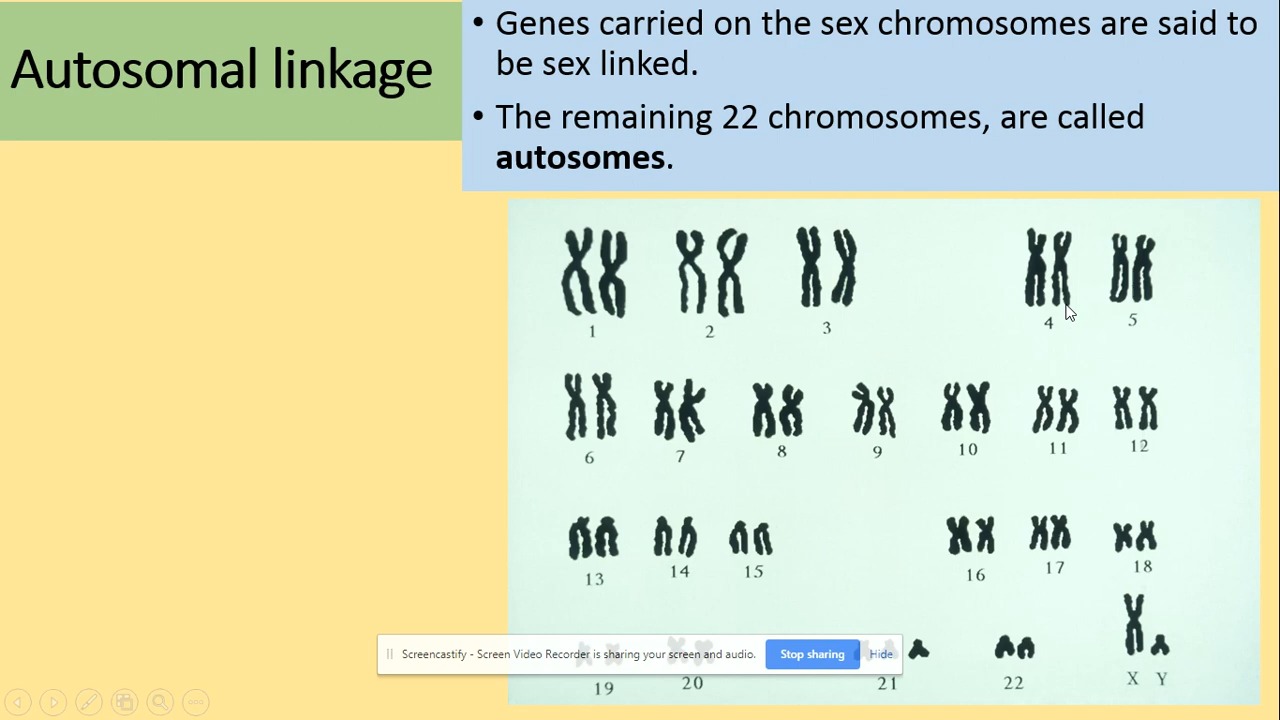 Autosomal linkage
• Genes carried on the sex chromosomes are said to
be sex linked.
• The remaining 22 chromosomes, are called
autosomes.
1 2 3 4 5
6 7 8 9 10 11 12
13 14 15 16 17 18
Screencastify - Screen Video Recorder is sharing your screen and audio. Stop sharing Hide
19 20 21 22 X Y